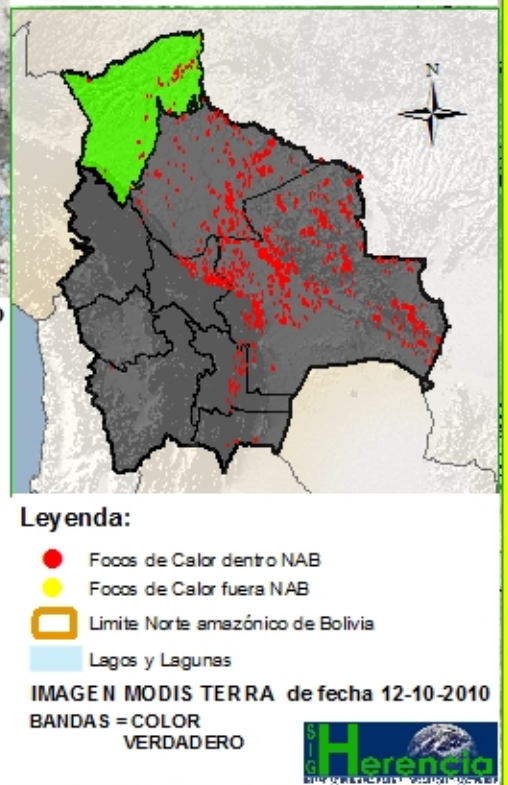 N
Leyenda:
Focos de Calor dentro NAB
Focos de Calor fuera NAB
Limite Norte amazónico de Bolivia
Lagos y Lagunas
IMAGEN MODIS TERRA de fecha 12-10-2010
BANDAS = COLOR
VERDADERO
SIG
Herencia